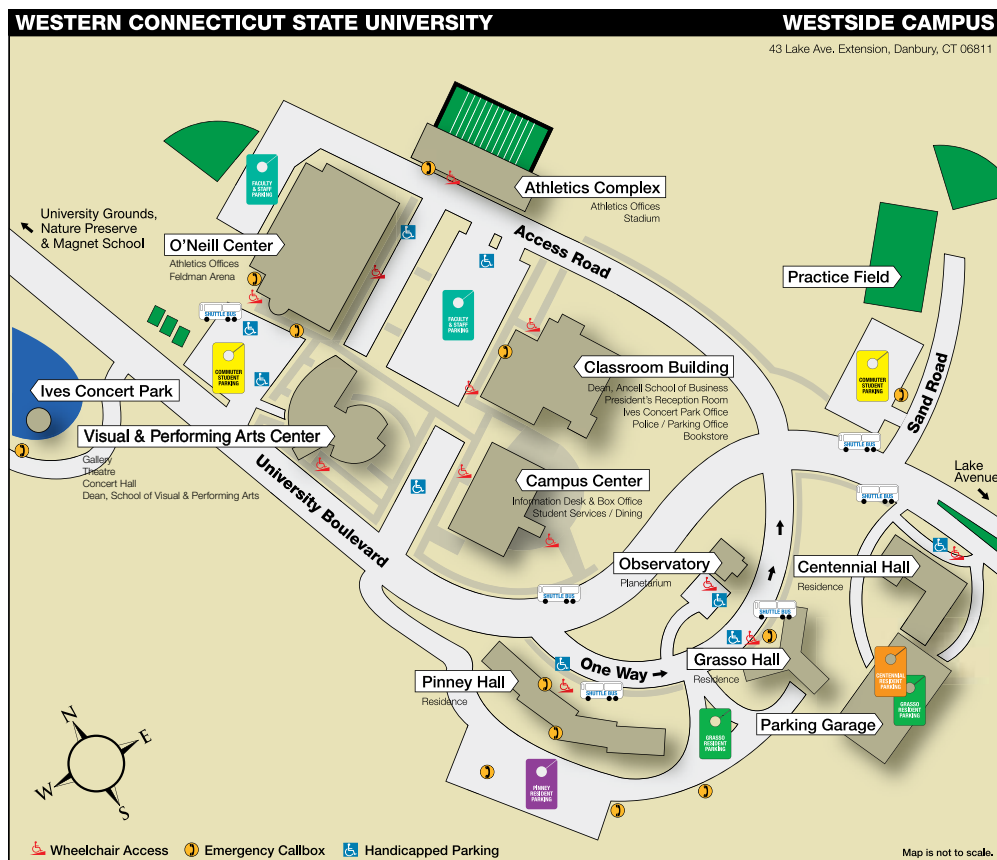 WESTERN CONNECTICUT STATE UNIVERSITY
WESTSIDE CAMPUS
43 Lake Ave. Extension, Danbury, CT 06811
Athletics Complex
Athletics Offices
Stadium
FACULTY
& STAFF
PARKING
University Grounds,
Nature Preserve
& Magnet School
O'Neill Center
Athletics Offices
Feldman Arena
Access Road
Practice Field
SHUTTLE BUS
FACULTY
& STAFF
PARKING
COMMUTER
STUDENT
PARKING
Classroom Building
Dean, Ancell School of Business
President's Reception Room
Ives Concert Park Office
Police / Parking Office
Bookstore
COMMUTER
STUDENT
PARKING
Sand Road
Ives Concert Park
Visual & Performing Arts Center
Gallery
Theatre
Concert Hall
Dean, School of Visual & Performing Arts
SHUTTLE BUS
Lake
Avenue
SHUTTLE BUS
University Boulevard
Campus Center
Information Desk & Box Office
Student Services / Dining
Observatory
Planetarium
Centennial Hall
Residence
SHUTTLE BUS
SHUTTLE BUS
One Way
Grasso Hall
Residence
Pinney Hall
Residence
SHUTTLE BUS
CENTENNIAL
RESIDENT
PARKING
GRASSO
RESIDENT
PARKING
Parking Garage
GRASSO
RESIDENT
PARKING
PINNEY
RESIDENT
PARKING
N
E
W
S
Wheelchair Access
Emergency Callbox
Handicapped Parking
Map is not to scale.